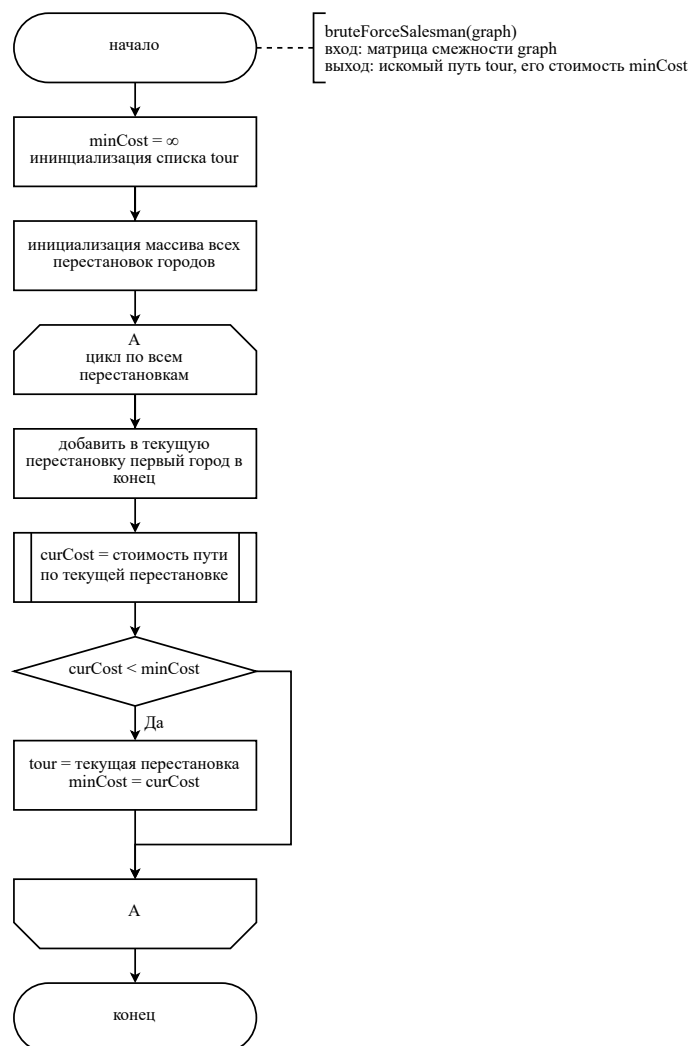 начало
bruteForceSalesman(graph)
вход: матрица смежности graph
выход: искомый путь tour, его стоимость minCost
minCost = ∞
ининциализация списка tour
инициализация массива всех
перестановок городов
А
цикл по всем
перестановкам
добавить в текущую
перестановку первый город в
конец
curCost = стоимость пути
по текущей перестановке
curCost < minCost
Да
tour = текущая перестановка
minCost = curCost
А
конец